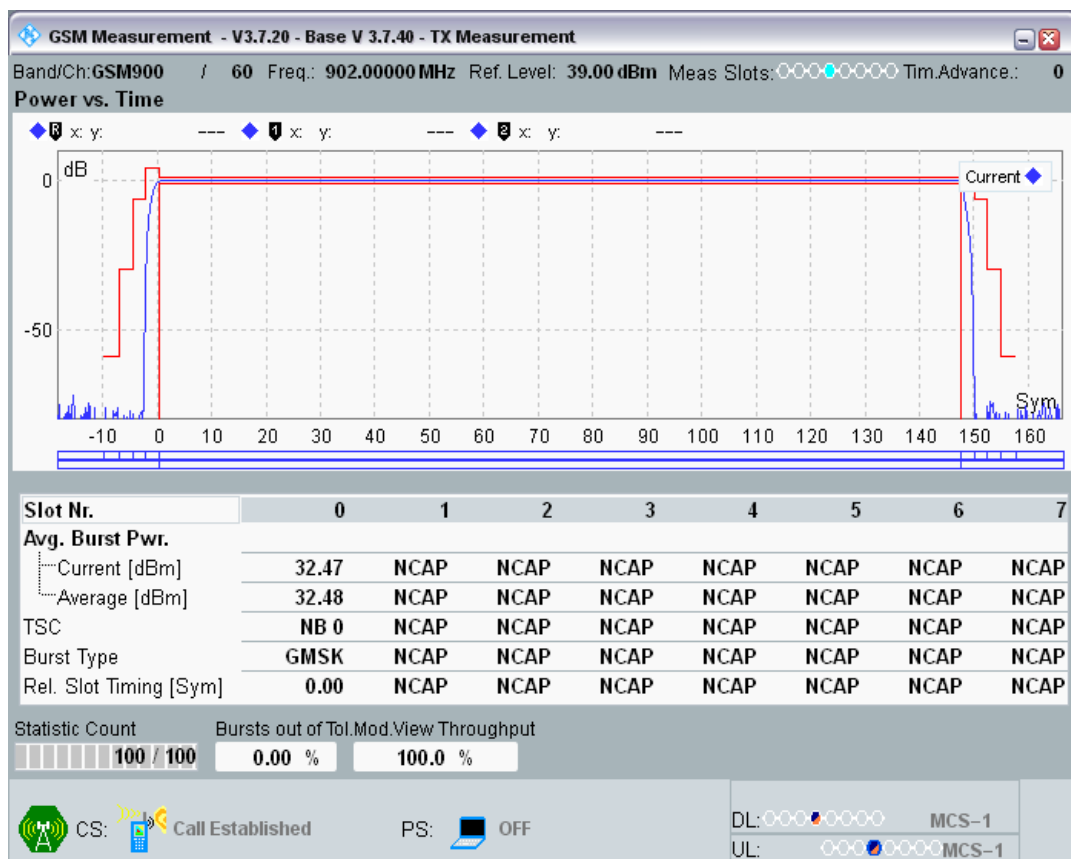 GSM Measurement - V3.7.20 - Base V 3.7.40 - TX Measurement
Band/Ch:GSM900 / 60 Freq.: 902.00000 MHz Ref. Level: 39.00 dBm Meas Slots: Tim.Advance.: 0
Power vs. Time
R x: y: --- 1 x: y: --- 2 x: y: ---
dB
Current
0
-50
Sym
-10 0 10 20 30 40 50 60 70 80 90 100 110 120 130 140 150 160
Slot Nr. 0 1 2 3 4 5 6 7
Avg. Burst Pwr.
Current [dBm] 32.47 NCAP NCAP NCAP NCAP NCAP NCAP NCAP
Average [dBm] 32.48 NCAP NCAP NCAP NCAP NCAP NCAP NCAP
TSC NB 0 NCAP NCAP NCAP NCAP NCAP NCAP NCAP
Burst Type GMSK NCAP NCAP NCAP NCAP NCAP NCAP NCAP
Rel. Slot Timing [Sym] 0.00 NCAP NCAP NCAP NCAP NCAP NCAP NCAP
Statistic Count Bursts out of Tol.Mod.View Throughput
100 / 100 0.00 % 100.0 %
CS: Call Established PS: OFF
DL: MCS-1
UL: MCS-1